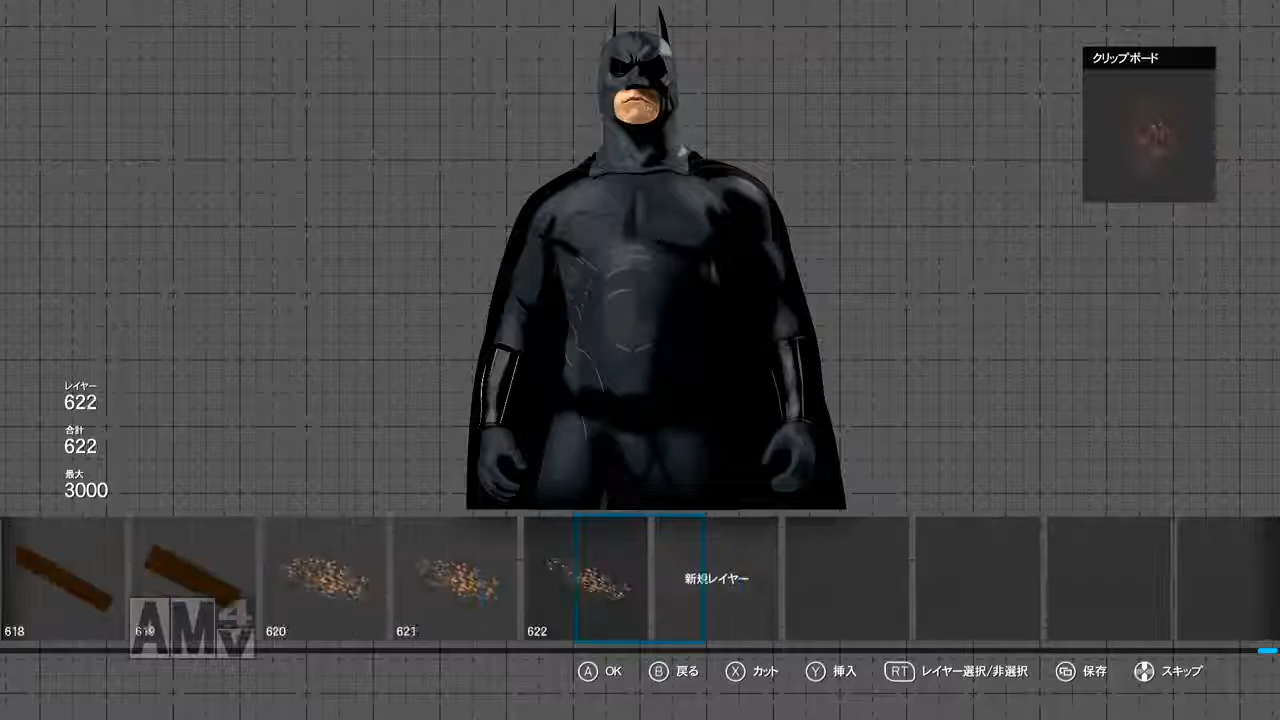 クリップボード
レイヤー
622
合計
622
最大
3000
新規レイヤー
618
619
620
621
622
AM4V
A OK
B 戻る
X カット
Y 挿入
RT レイヤー選択/非選択
保存
スキップ